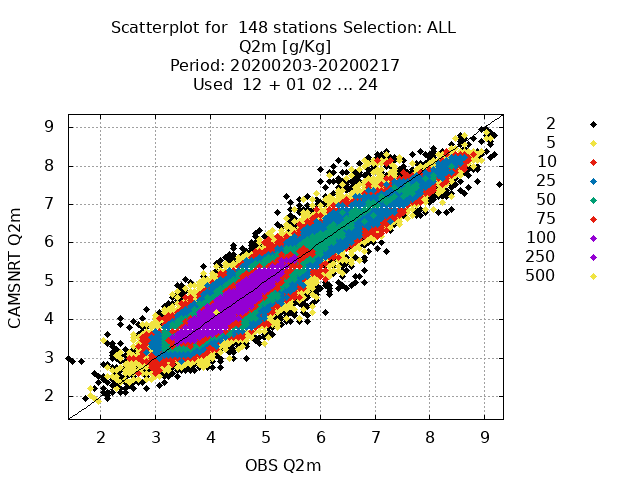 Scatterplot for  148 stations Selection: ALL
Q2m [g/Kg]
Period: 20200203-20200217
Used  12 + 01 02 ... 24
9
8
7
6
5
4
3
2
CAMSNRT Q2m
2 3 4 5 6 7 8 9
OBS Q2m
2
5
10
25
50
75
100
250
500